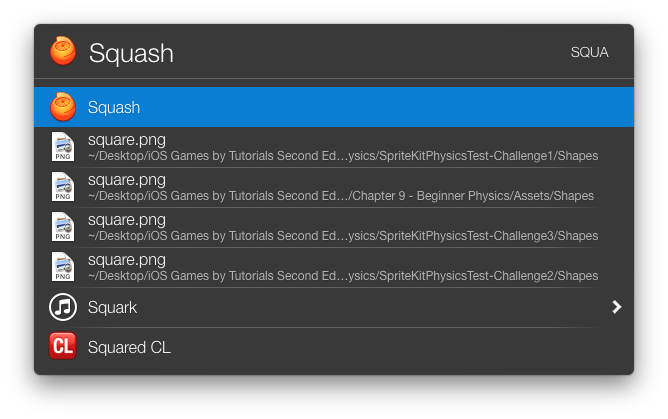 Squash
SQUA
Squash
square.png
~/Desktop/iOS Games by Tutorials Second Ed…ysics/SpriteKitPhysicsTest-Challenge1/Shapes
PNG
square.png
~/Desktop/iOS Games by Tutorials Second Ed…/Chapter 9 - Beginner Physics/Assets/Shapes
PNG
square.png
~/Desktop/iOS Games by Tutorials Second Ed…ysics/SpriteKitPhysicsTest-Challenge3/Shapes
PNG
square.png
~/Desktop/iOS Games by Tutorials Second Ed…ysics/SpriteKitPhysicsTest-Challenge2/Shapes
PNG
Squark
CL
Squared CL